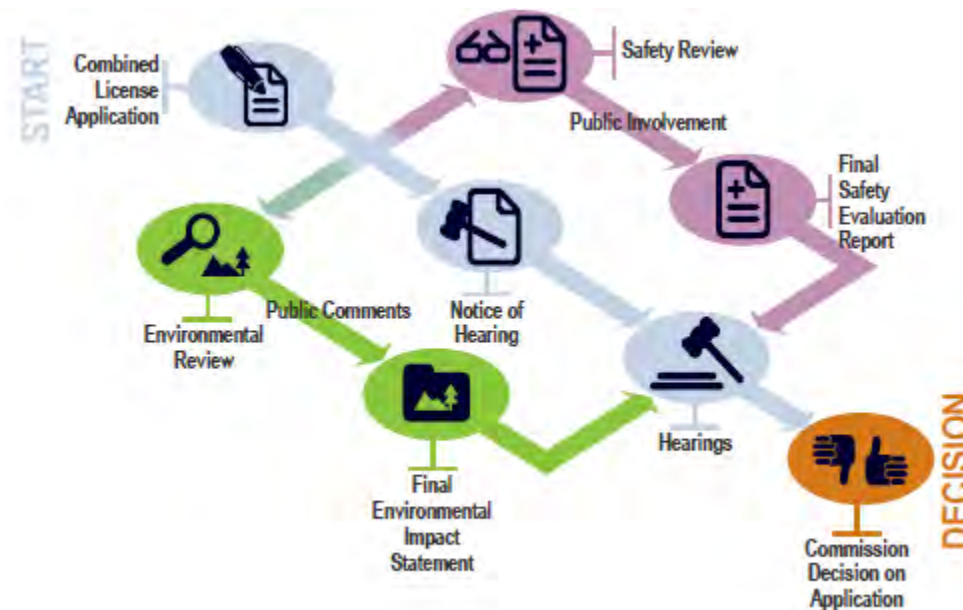 START
Combined
License
Application
Safety Review
Public Involvement
Final
Safety
Evaluation
Report
Notice of
Hearing
Public Comments
Environmental
Review
Hearings
Final
Environmental
Impact
Statement
DECISION
Commission
Decision on
Application